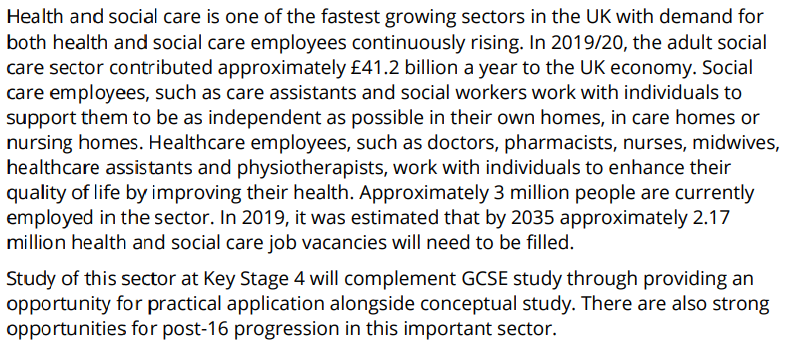 Health and social care is one of the fastest growing sectors in the UK with demand for
both health and social care employees continuously rising. In 2019/20, the adult social
care sector contributed approximately £41.2 billion a year to the UK economy. Social
care employees, such as care assistants and social workers work with individuals to
support them to be as independent as possible in their own homes, in care homes or
nursing homes. Healthcare employees, such as doctors, pharmacists, nurses, midwives,
healthcare assistants and physiotherapists, work with individuals to enhance their
quality of life by improving their health. Approximately 3 million people are currently
employed in the sector. In 2019, it was estimated that by 2035 approximately 2.17
million health and social care job vacancies will need to be filled.
Study of this sector at Key Stage 4 will complement GCSE study through providing an
opportunity for practical application alongside conceptual study. There are also strong
opportunities for post-16 progression in this important sector.